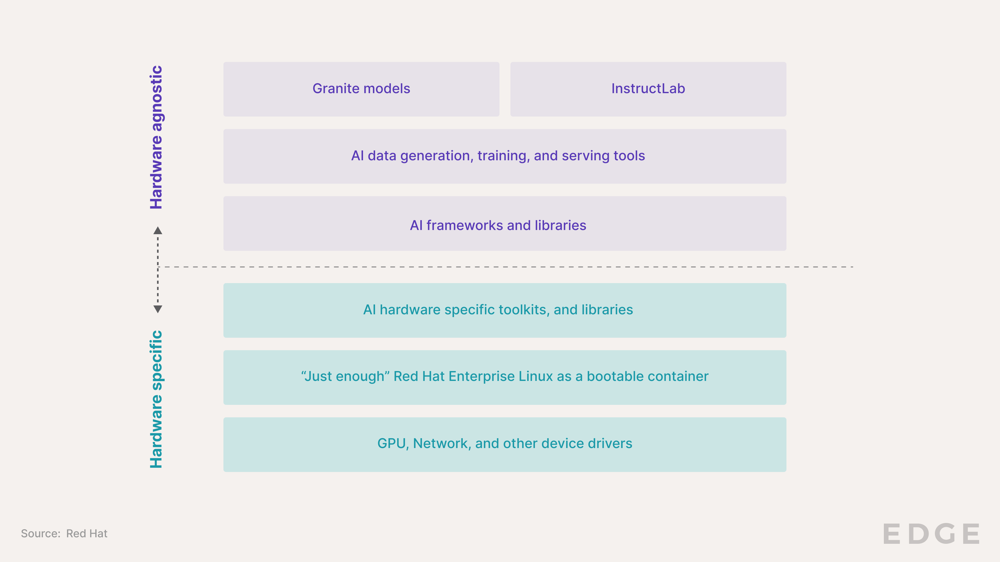 Hardware agnostic
Granite models
InstructLab
AI data generation, training, and serving tools
AI frameworks and libraries
Hardware specific
AI hardware specific toolkits, and libraries
“Just enough” Red Hat Enterprise Linux as a bootable container
GPU, Network, and other device drivers
Source: Red Hat
EDGE